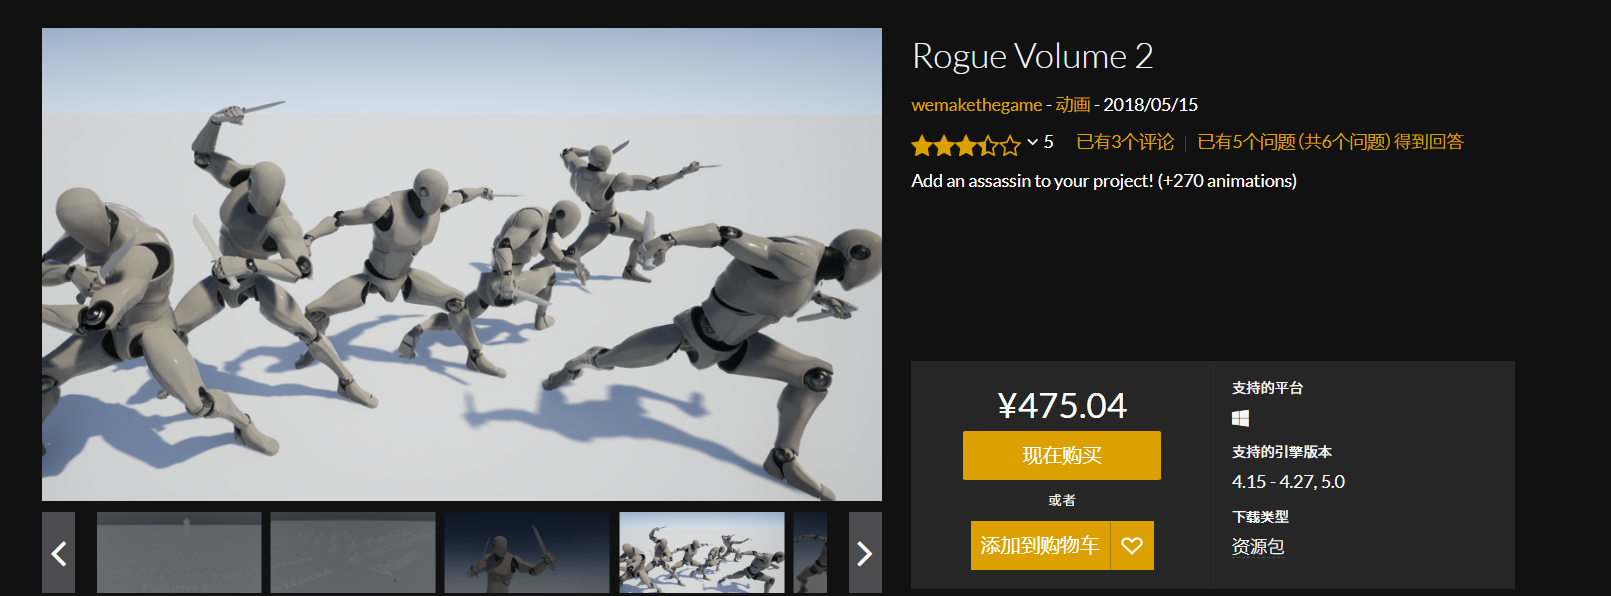 Rogue Volume 2
wemakethegame - 动画 - 2018/05/15
5 已有3个评论 已有5个问题 (共6个问题) 得到回答
Add an assassin to your project! (+270 animations)
¥475.04
现在购买
或者
添加到购物车
支持的平台
支持的引擎版本
4.15 - 4.27, 5.0
下载类型
资源包